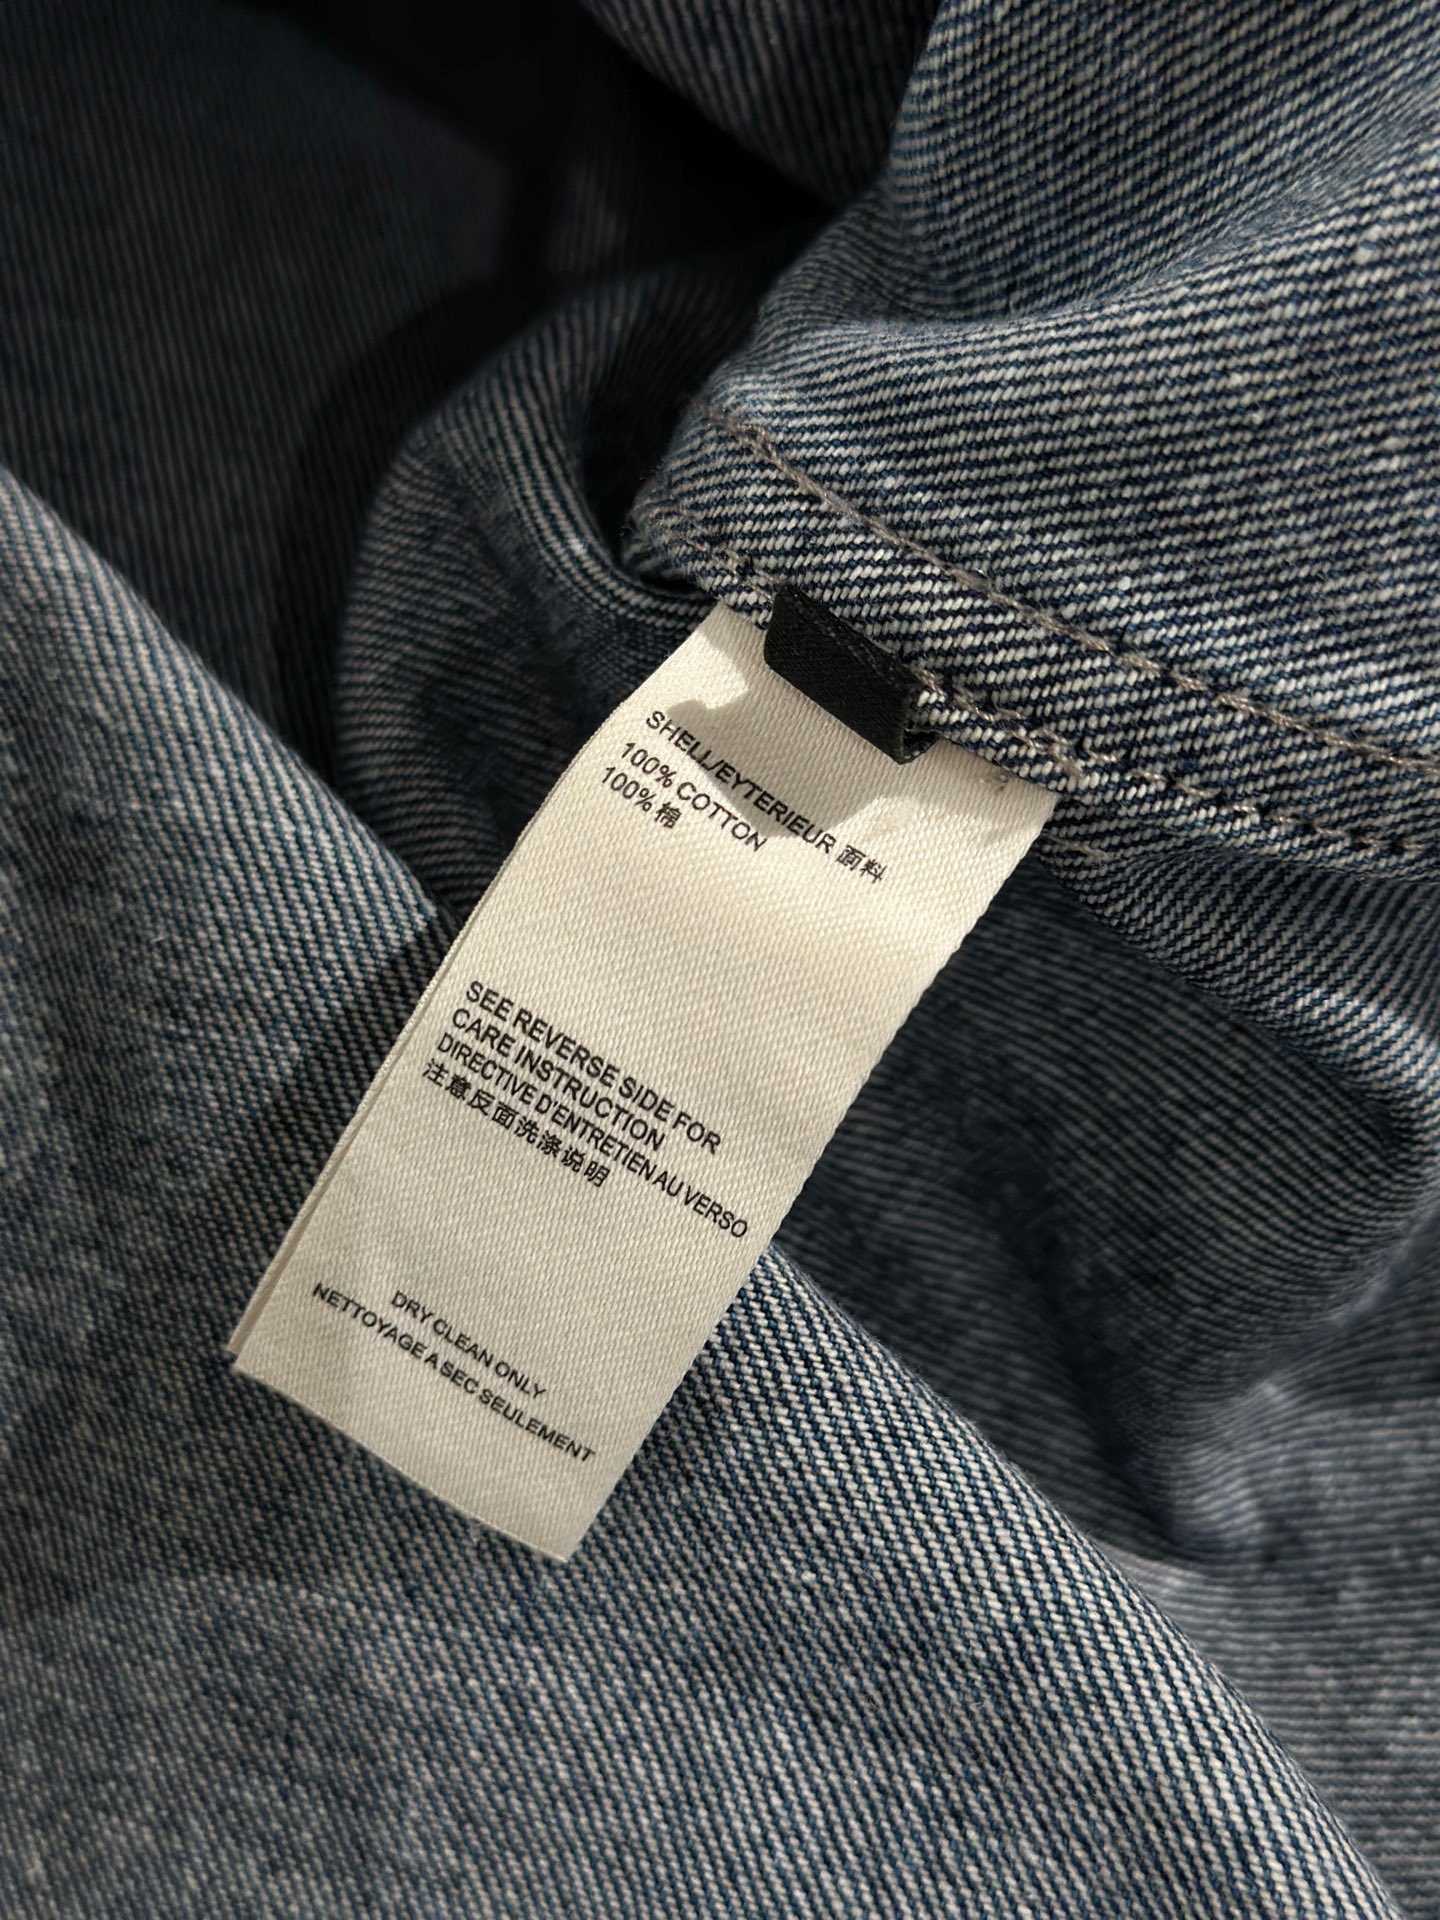 SHELL/EYTERIEUR 面料
100% COTTON
100% 棉
SEE REVERSE SIDE FOR
CARE INSTRUCTION
DIRECTIVE D'ENTRETIEN AU VERSO
注意反面洗涤说明
DRY CLEAN ONLY
NETTOYAGE A SEC SEULEMENT